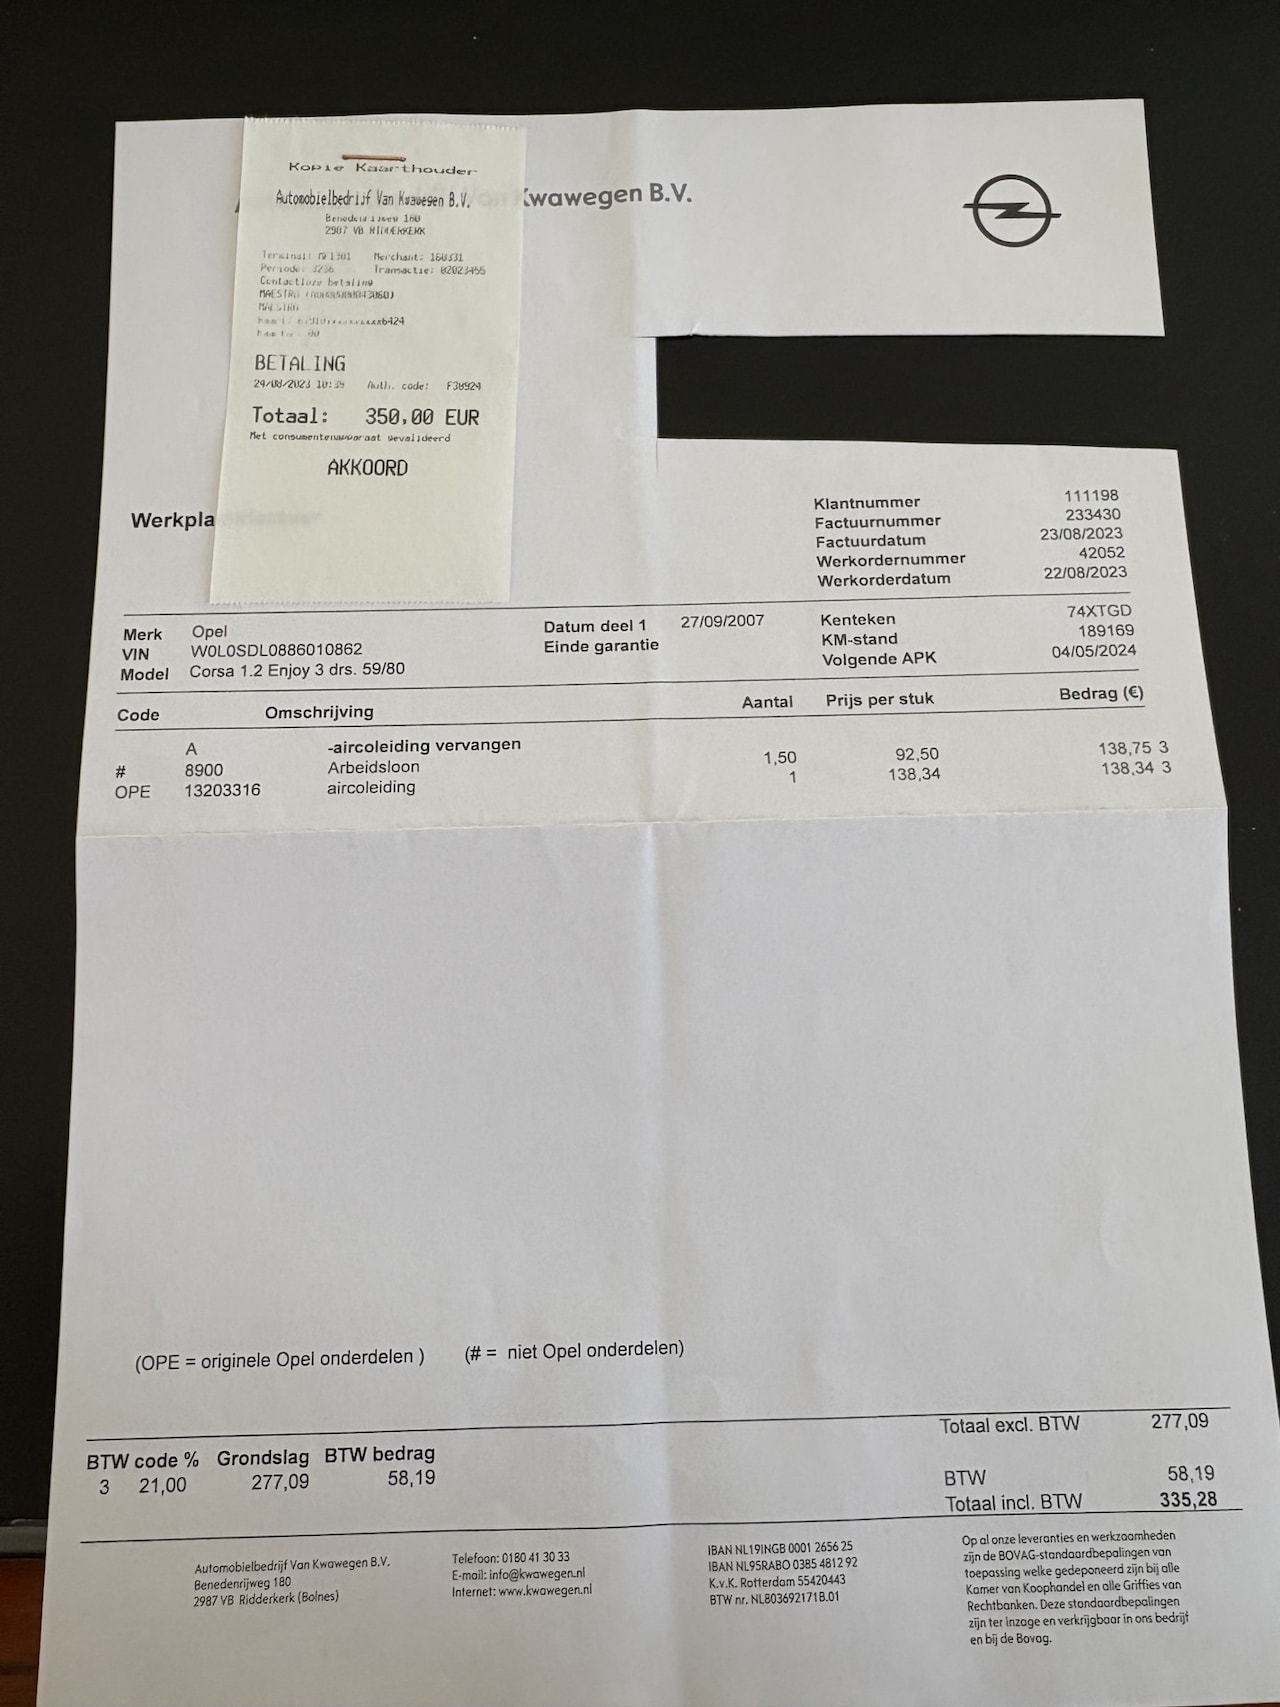 Kopie Kaarthouder
Automobielbedrijf Van Kwawegen B.V.
2987 VB RIDDERKERK
Merchant: 160331
Transactie: 02023455
Contactloze betaling
MAESTRO
MAESTRO
BETALING
24/08/2023 10:39 Auth. code: F38924
Totaal: 350,00 EUR
Met consumentenapparaat gevalideerd
AKKOORD
Kwawegen B.V.
Werkpla
Klantnummer 111198
Factuurnummer 233430
Factuurdatum 23/08/2023
Werkordernummer 42052
Werkorderdatum 22/08/2023
Merk Opel Datum deel 1 27/09/2007 Kenteken 74XTGD
VIN W0L0SDL0886010862 Einde garantie KM-stand 189169
Model Corsa 1.2 Enjoy 3 drs. 59/80 Volgende APK 04/05/2024
Code Omschrijving Aantal Prijs per stuk Bedrag (€)
A -aircoleiding vervangen
# 8900 Arbeidsloon 1,50 92,50 138,75 3
OPE 13203316 aircoleiding 1 138,34 138,34 3
(OPE = originele Opel onderdelen ) (# = niet Opel onderdelen)
Totaal excl. BTW 277,09
BTW code % Grondslag BTW bedrag
3 21,00 277,09 58,19
BTW 58,19
Totaal incl. BTW 335,28
Automobielbedrijf Van Kwawegen B.V.
Benedenrijweg 180
2987 VB Ridderkerk (Bolnes)
Telefoon: 0180 41 30 33
E-mail: info@kwawegen.nl
Internet: www.kwawegen.nl
IBAN NL19INGB 0001 2656 25
IBAN NL95RABO 0385 4812 92
K.v.K. Rotterdam 55420443
BTW nr. NL803692171B.01
Op al onze leveranties en werkzaamheden
zijn de BOVAG-standaardbepalingen van
toepassing welke gedeponeerd zijn bij alle
Kamer van Koophandel en alle Griffies van
Rechtbanken. Deze standaardbepalingen
zijn ter inzage en verkrijgbaar in ons bedrijf
en bij de Bovag.